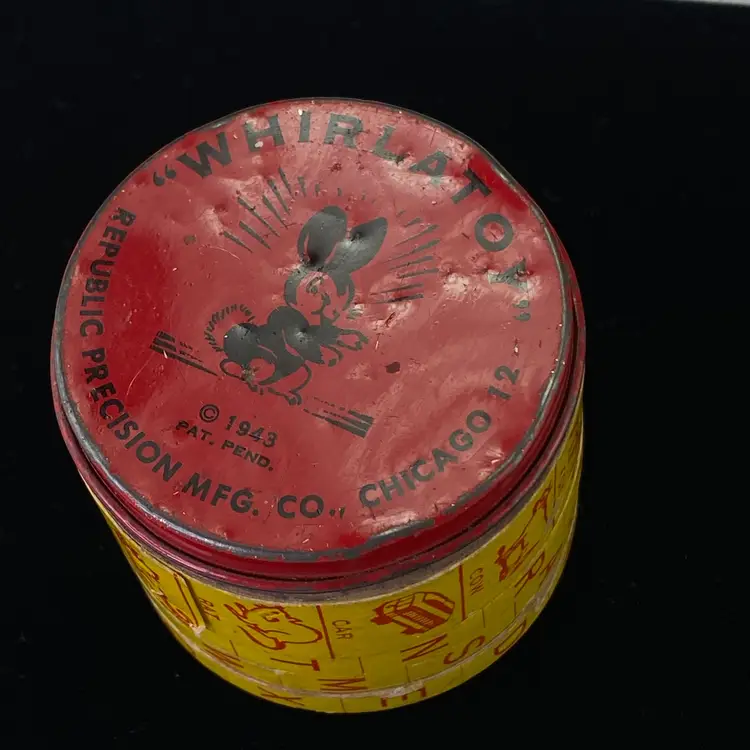 "WHIRLATOY"
© 1943
PAT. PEND.
REPUBLIC PRECISION MFG. CO., CHICAGO 12
CAR
T
M
N
S
E
R
O